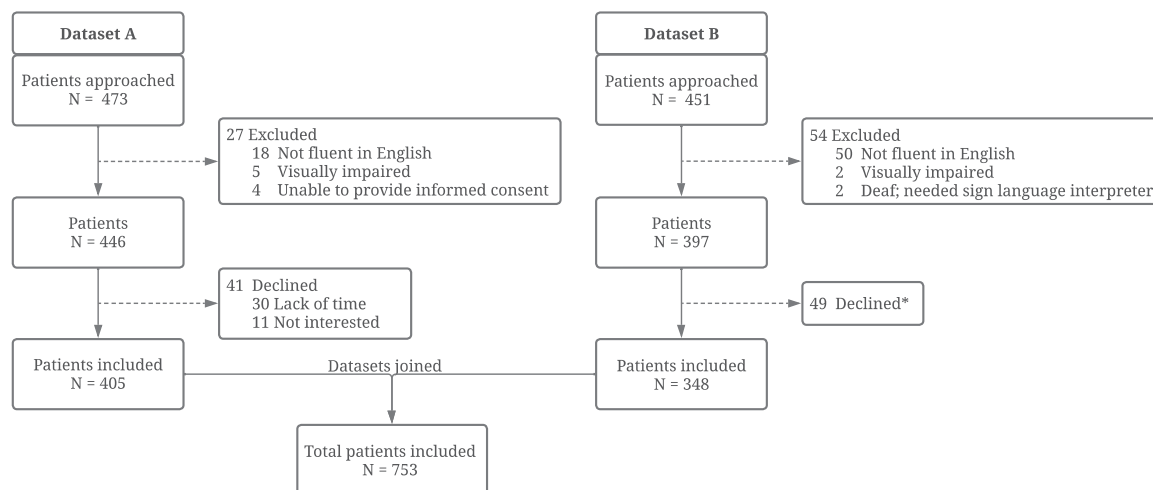 Dataset A
Patients approached
N = 473
27 Excluded
18 Not fluent in English
5 Visually impaired
4 Unable to provide informed consent
Patients
N = 446
41 Declined
30 Lack of time
11 Not interested
Patients included
N = 405
Dataset B
Patients approached
N = 451
54 Excluded
50 Not fluent in English
2 Visually impaired
2 Deaf; needed sign language interpreter
Patients
N = 397
49 Declined*
Patients included
N = 348
Datasets joined
Total patients included
N = 753